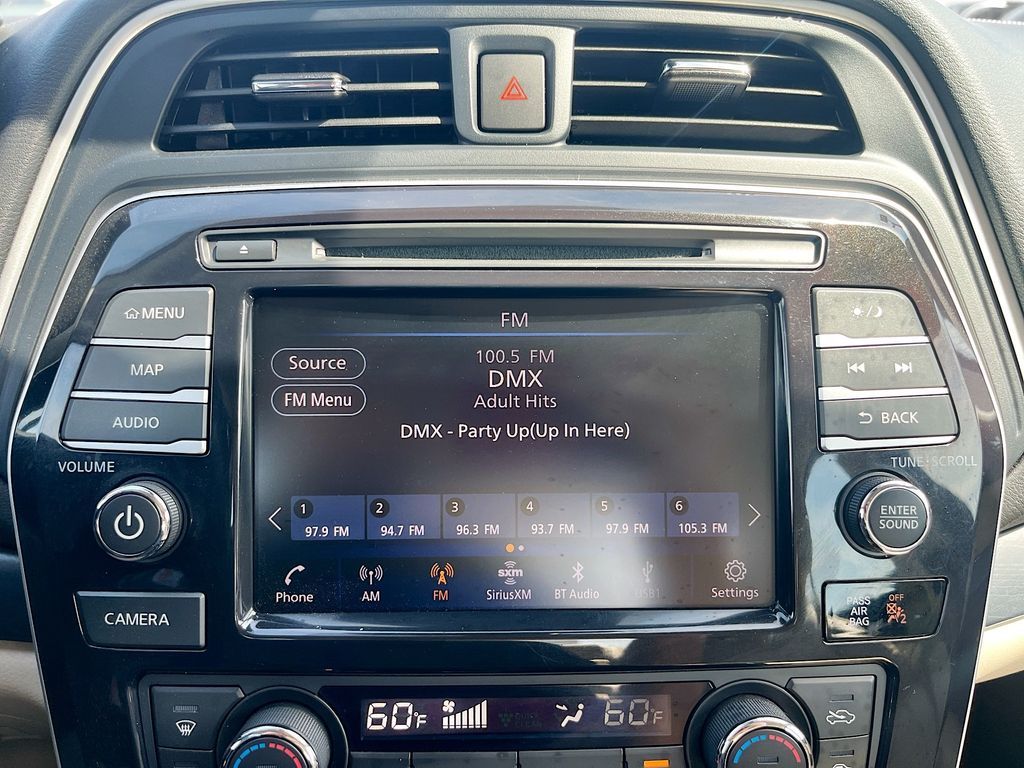 MENU
MAP
AUDIO
VOLUME
CAMERA
FM
Source
FM Menu
100.5 FM
DMX
Adult Hits
DMX - Party Up(Up In Here)
1 2 3 4 5 6
97.9 FM 94.7 FM 96.3 FM 93.7 FM 97.9 FM 105.3 FM
Phone AM FM sxm SiriusXM BT Audio USB1 Settings
BACK
TUNE·SCROLL
ENTER
SOUND
PASS
AIR
BAG
OFF
2
60°F 60°F